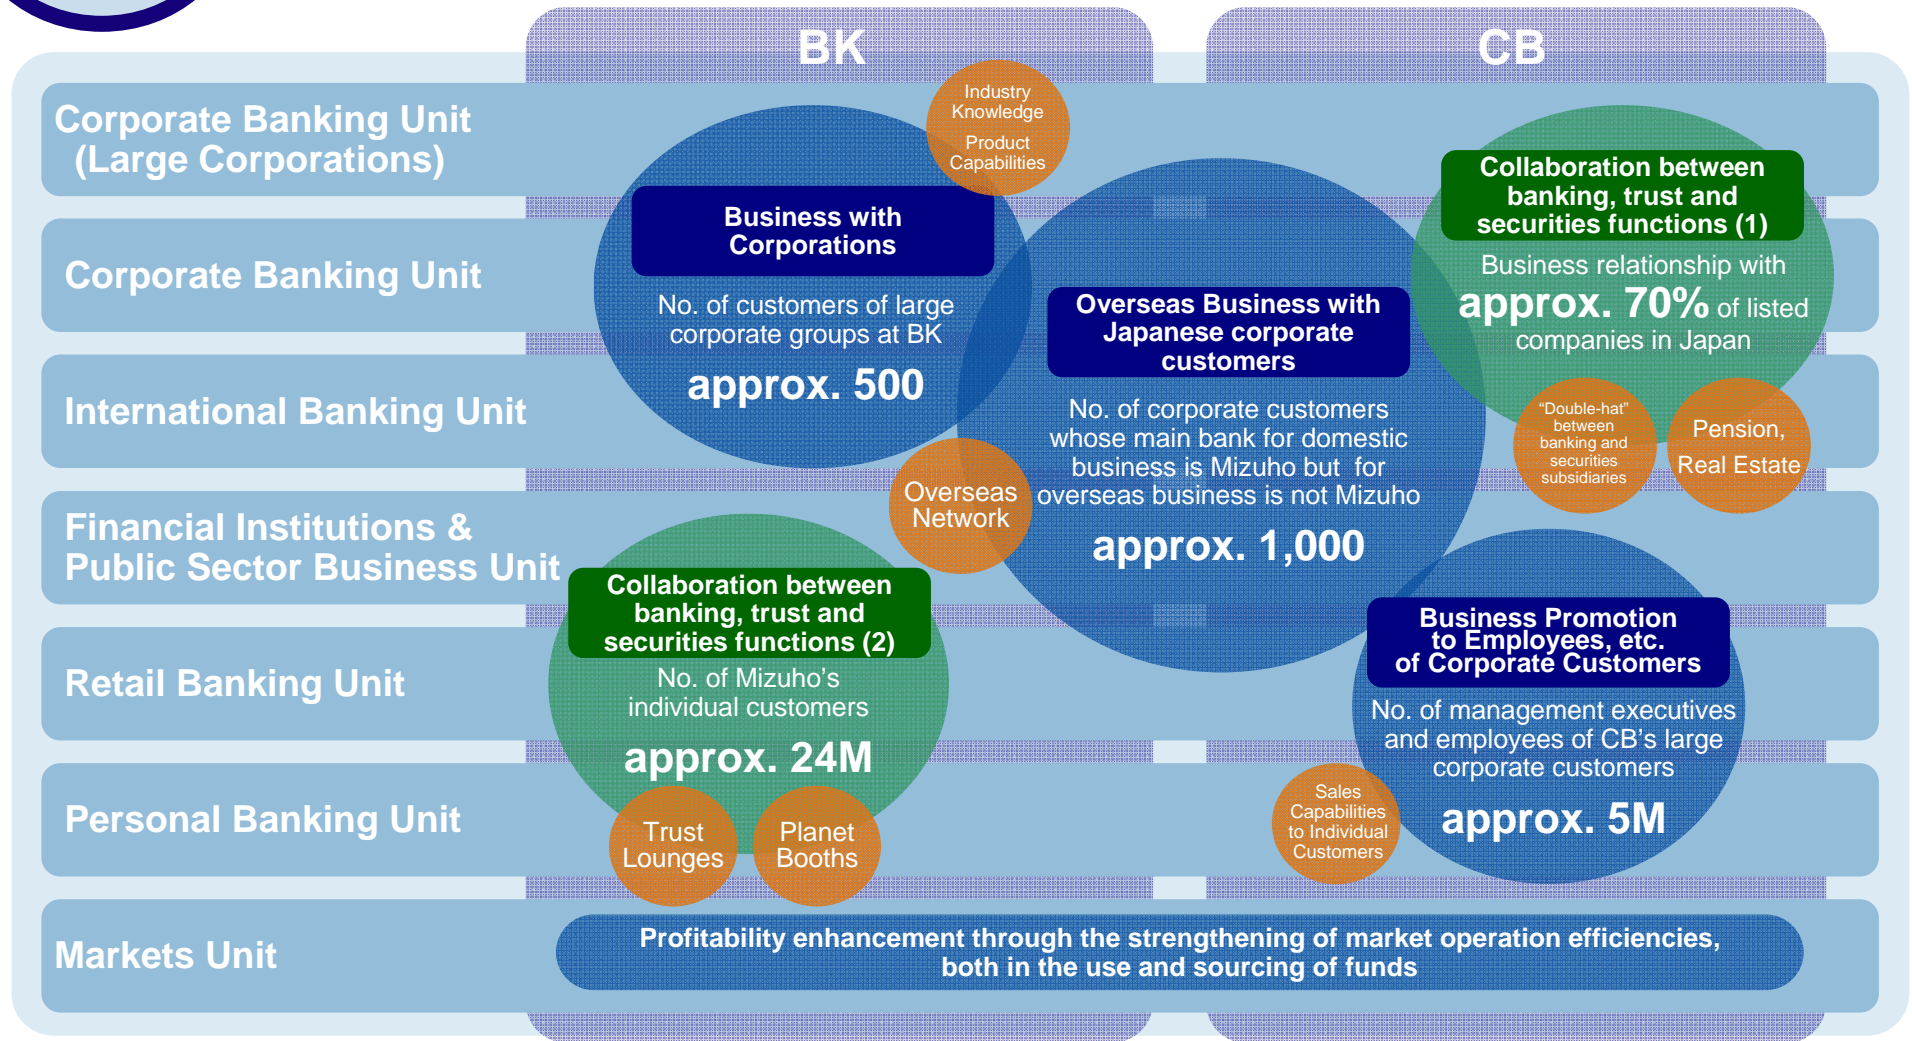 BK
CB
Corporate Banking Unit
(Large Corporations)
Corporate Banking Unit
International Banking Unit
Financial Institutions &
Public Sector Business Unit
Retail Banking Unit
Personal Banking Unit
Markets Unit
Industry
Knowledge
Product
Capabilities
Business with
Corporations
No. of customers of large
corporate groups at BK
approx. 500
Overseas Business with
Japanese corporate
customers
No. of corporate customers
whose main bank for domestic
business is Mizuho but for
overseas business is not Mizuho
approx. 1,000
Overseas
Network
Collaboration between
banking, trust and
securities functions (1)
Business relationship with
approx. 70% of listed
companies in Japan
“Double-hat”
between
banking and
securities
subsidiaries
Pension,
Real Estate
Collaboration between
banking, trust and
securities functions (2)
No. of Mizuho’s
individual customers
approx. 24M
Trust
Lounges
Planet
Booths
Business Promotion
to Employees, etc.
of Corporate Customers
No. of management executives
and employees of CB’s large
corporate customers
approx. 5M
Sales
Capabilities
to Individual
Customers
Profitability enhancement through the strengthening of market operation efficiencies,
both in the use and sourcing of funds